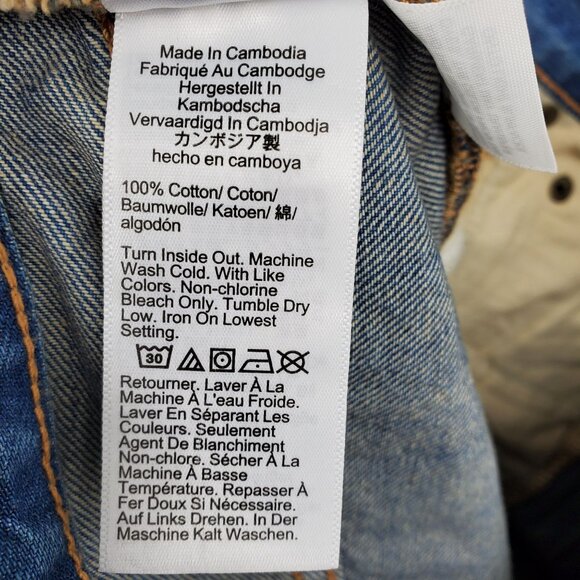 Made In Cambodia
Fabriqué Au Cambodge
Hergestellt In
Kambodscha
Vervaardigd In Cambodja
カンボジア製
hecho en camboya
100% Cotton/ Coton/
Baumwolle/ Katoen/ 綿/
algodón
Turn Inside Out. Machine
Wash Cold. With Like
Colors. Non-chlorine
Bleach Only. Tumble Dry
Low. Iron On Lowest
Setting.
30
Retourner. Laver À La
Machine À L'eau Froide.
Laver En Séparant Les
Couleurs. Seulement
Agent De Blanchiment
Non-chlore. Sécher À La
Machine À Basse
Température. Repasser À
Fer Doux Si Nécessaire.
Auf Links Drehen. In Der
Maschine Kalt Waschen.